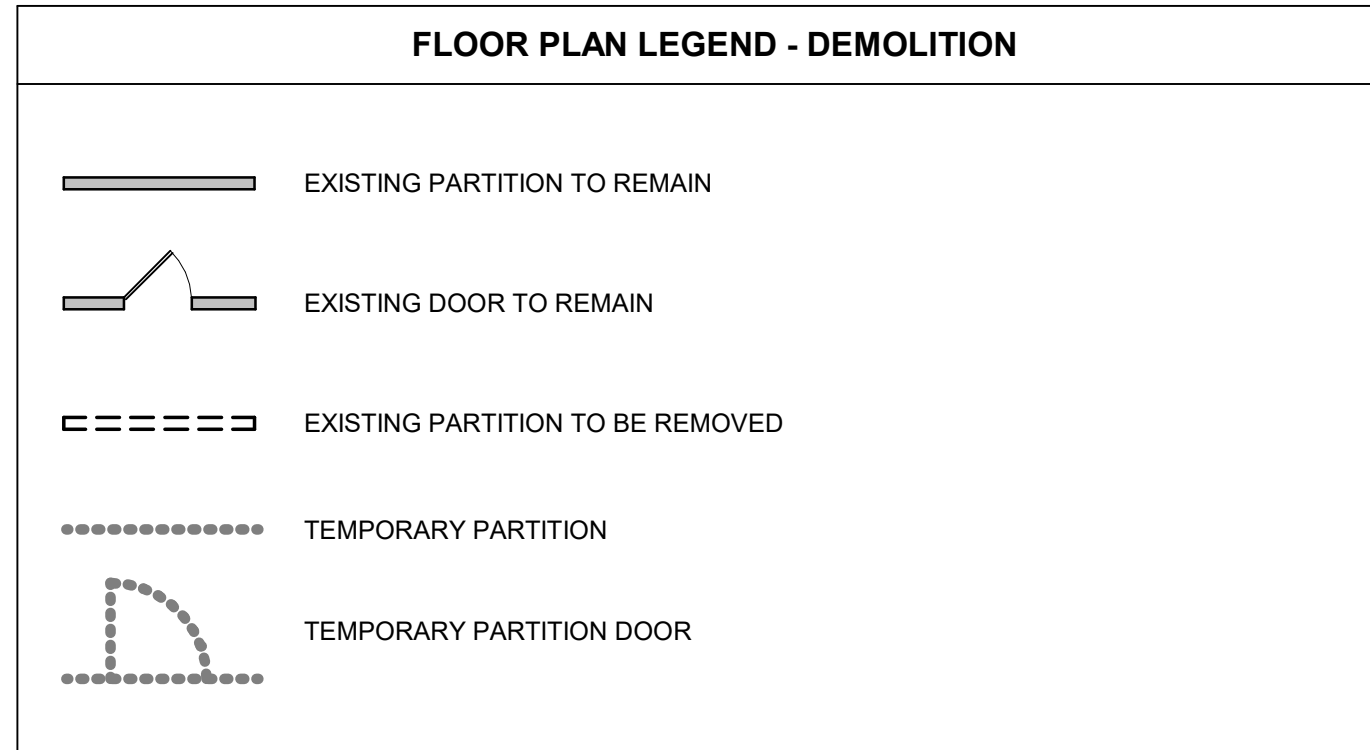 FLOOR PLAN LEGEND - DEMOLITION
EXISTING PARTITION TO REMAIN
EXISTING DOOR TO REMAIN
EXISTING PARTITION TO BE REMOVED
TEMPORARY PARTITION
TEMPORARY PARTITION DOOR